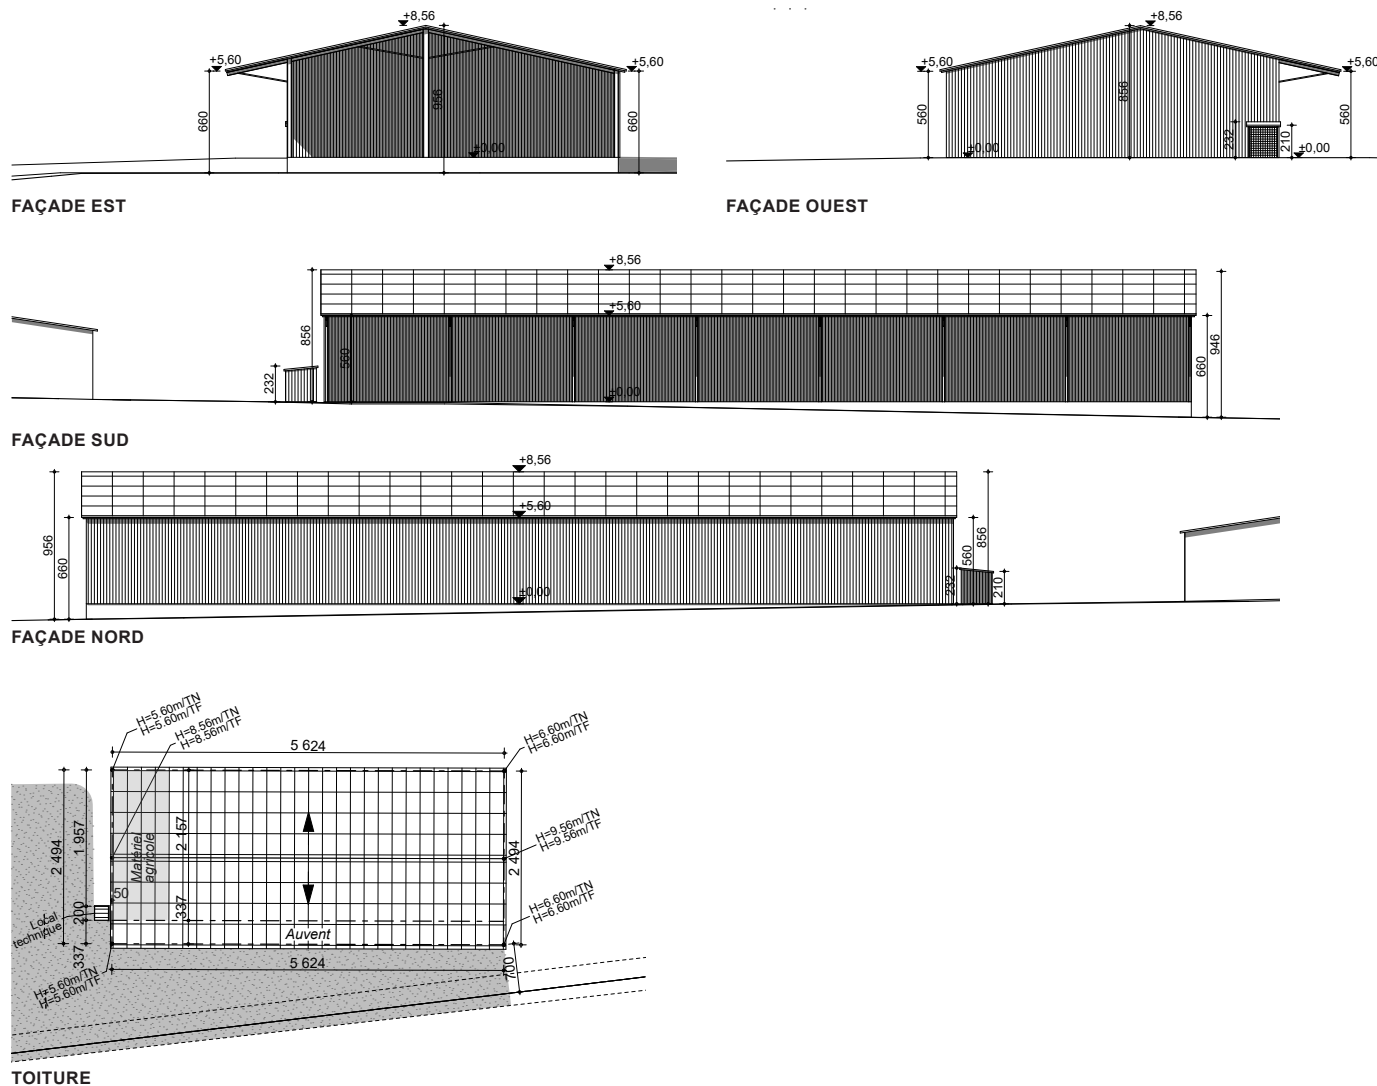 +8,56
+5,60
+5,60
660
956
660
±0,00
FAÇADE EST
+8,56
+5,60
+5,60
560
856
232
210
560
±0,00
±0,00
FAÇADE OUEST
+8,56
+5,60
856
560
232
±0,00
660
946
FAÇADE SUD
+8,56
+5,60
956
660
±0,00
232
560
856
210
FAÇADE NORD
H=5.60m/TN
H=5.60m/TF
H=8.56m/TN
H=8.56m/TF
5 624
H=6.60m/TN
H=6.60m/TF
2 494
1 957
Matériel
agricole
2 157
H=9.56m/TN
H=9.56m/TF
2 494
50
200
337
337
Local
technique
Auvent
H=6.60m/TN
H=6.60m/TF
H=5.60m/TN
H=5.60m/TF
5 624
700
TOITURE